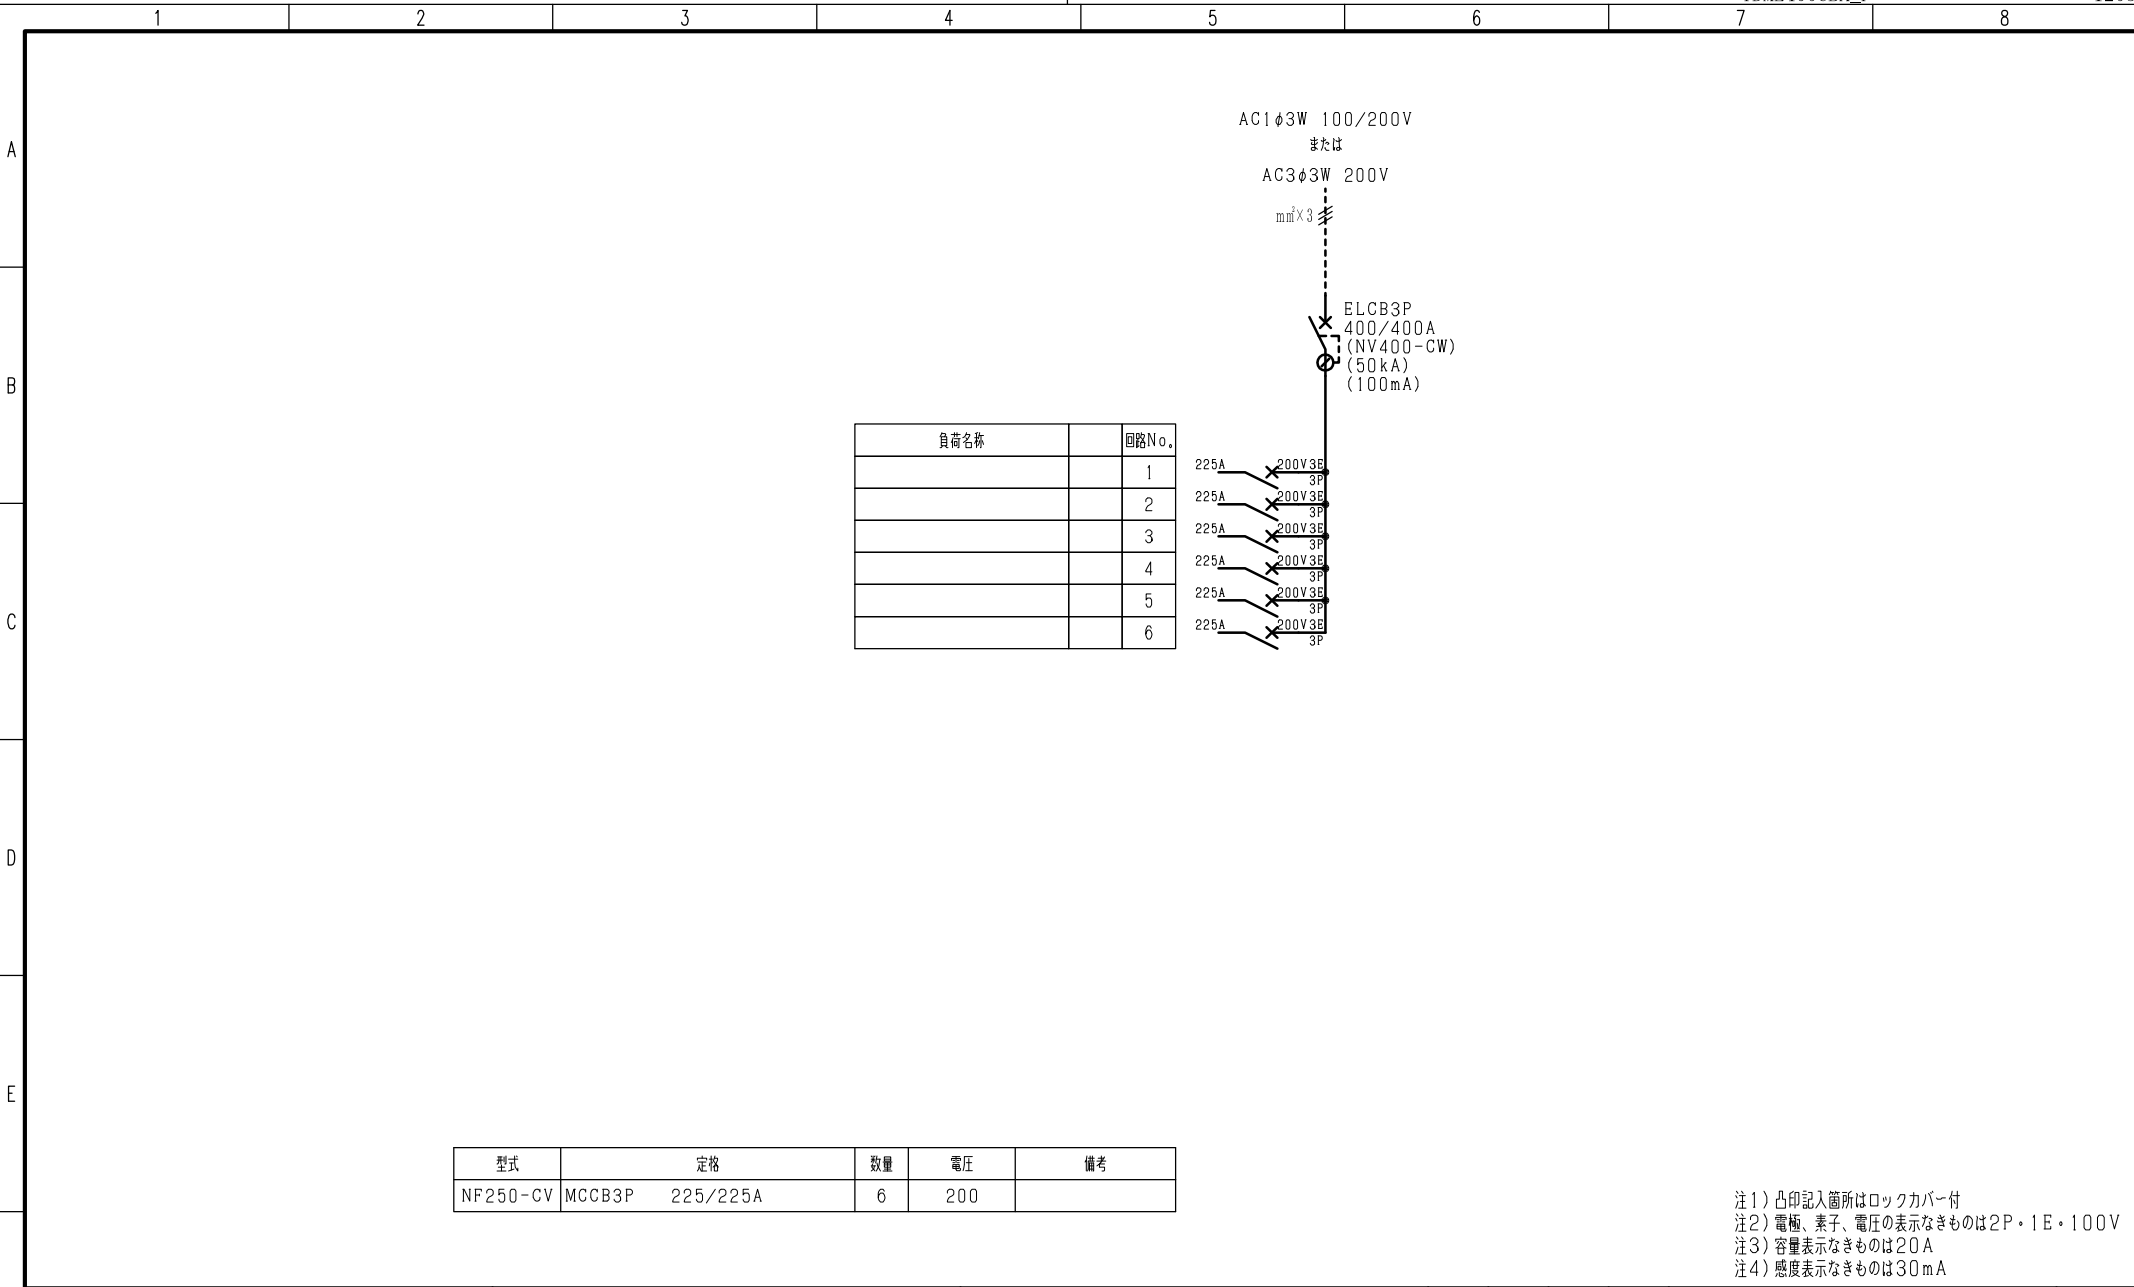 1 2 3 4 5 6 7 8
A
AC1φ3W 100/200V
または
AC3φ3W 200V
mm²×3
B
ELCB3P
400/400A
(NV400-CW)
(50kA)
(100mA)
負荷名称 回路No。
1 225A 200V3E
3P
2 225A 200V3E
3P
3 225A 200V3E
3P
4 225A 200V3E
3P
C
5 225A 200V3E
3P
6 225A 200V3E
3P
D
E
型式 定格 数量 電圧 備考
NF250-CV MCCB3P 225/225A 6 200
注1)凸印記入箇所はロックカバー付
注2)電極、素子、電圧の表示なきものは2P・1E・100V
注3)容量表示なきものは20A
注4)感度表示なきものは30mA